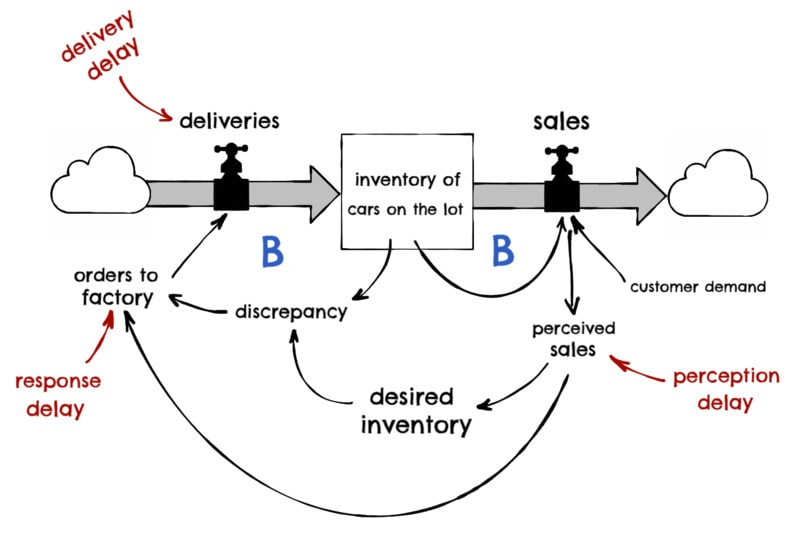 delivery
delay
deliveries
sales
inventory of
cars on the lot
B
B
orders to
factory
discrepancy
customer demand
perceived
sales
response
delay
desired
inventory
perception
delay